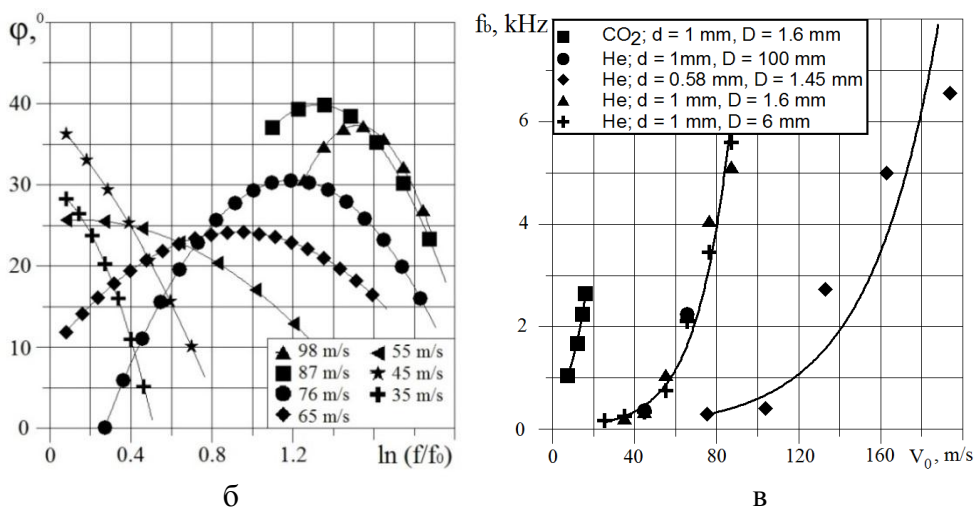 φ, 0
40
30
20
10
0
0.4
0.8
1.2
ln (f/f0)
98 m/s
87 m/s
76 m/s
65 m/s
55 m/s
45 m/s
35 m/s
б
fb, kHz
CO2; d = 1 mm, D = 1.6 mm
He; d = 1mm, D = 100 mm
He; d = 0.58 mm, D = 1.45 mm
He; d = 1 mm, D = 1.6 mm
He; d = 1 mm, D = 6 mm
6
4
2
0
0
40
80
120
160
V0, m/s
в